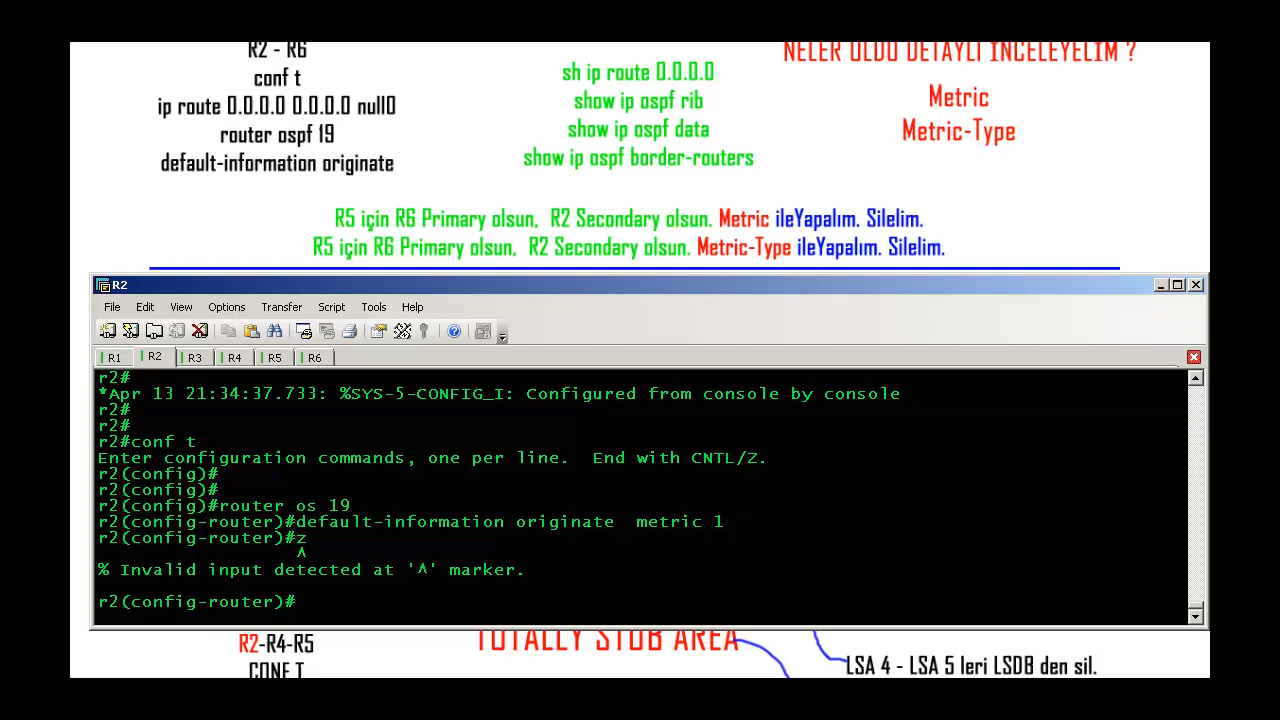 R2 - R6
conf t
ip route 0.0.0.0 0.0.0.0 null0
router ospf 19
default-information originate
sh ip route 0.0.0.0
show ip ospf rib
show ip ospf data
show ip ospf border-routers
NELER OLDU DETAYLI İNCELEYELİM ?
Metric
Metric-Type
R5 için R6 Primary olsun, R2 Secondary olsun. Metric ileYapalım. Silelim.
R5 için R6 Primary olsun, R2 Secondary olsun. Metric-Type ileYapalım. Silelim.
R2
File Edit View Options Transfer Script Tools Help
R1 R2 R3 R4 R5 R6
r2#
*Apr 13 21:34:37.733: %SYS-5-CONFIG_I: Configured from console by console
r2#
r2#
r2#conf t
Enter configuration commands, one per line.  End with CNTL/Z.
r2(config)#
r2(config)#
r2(config)#router os 19
r2(config-router)#default-information originate  metric 1
r2(config-router)#z
^
% Invalid input detected at '^' marker.
r2(config-router)#
R2-R4-R5
CONF T
TOTALLY STUB AREA
LSA 4 - LSA 5 leri LSDB den sil.